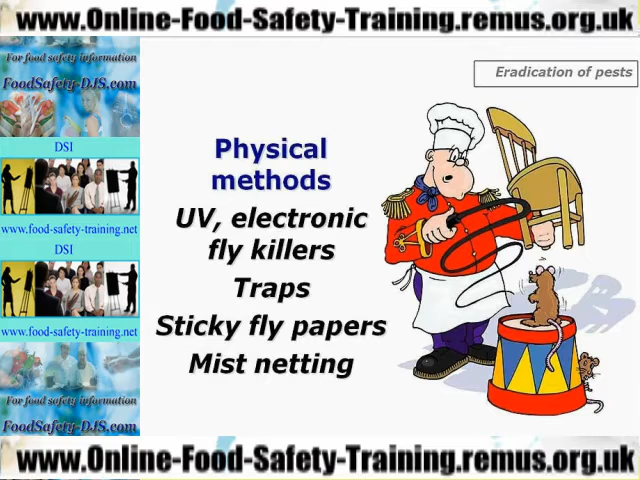 www.Online-Food-Safety-Training.remus.org.uk
For food safety information
FoodSafety-DJS.com
DSI
www.food-safety-training.net
DSI
www.food-safety-training.net
For food safety information
FoodSafety-DJS.com
Eradication of pests
Physical
methods
UV, electronic
fly killers
Traps
Sticky fly papers
Mist netting
www.Online-Food-Safety-Training.remus.org.uk